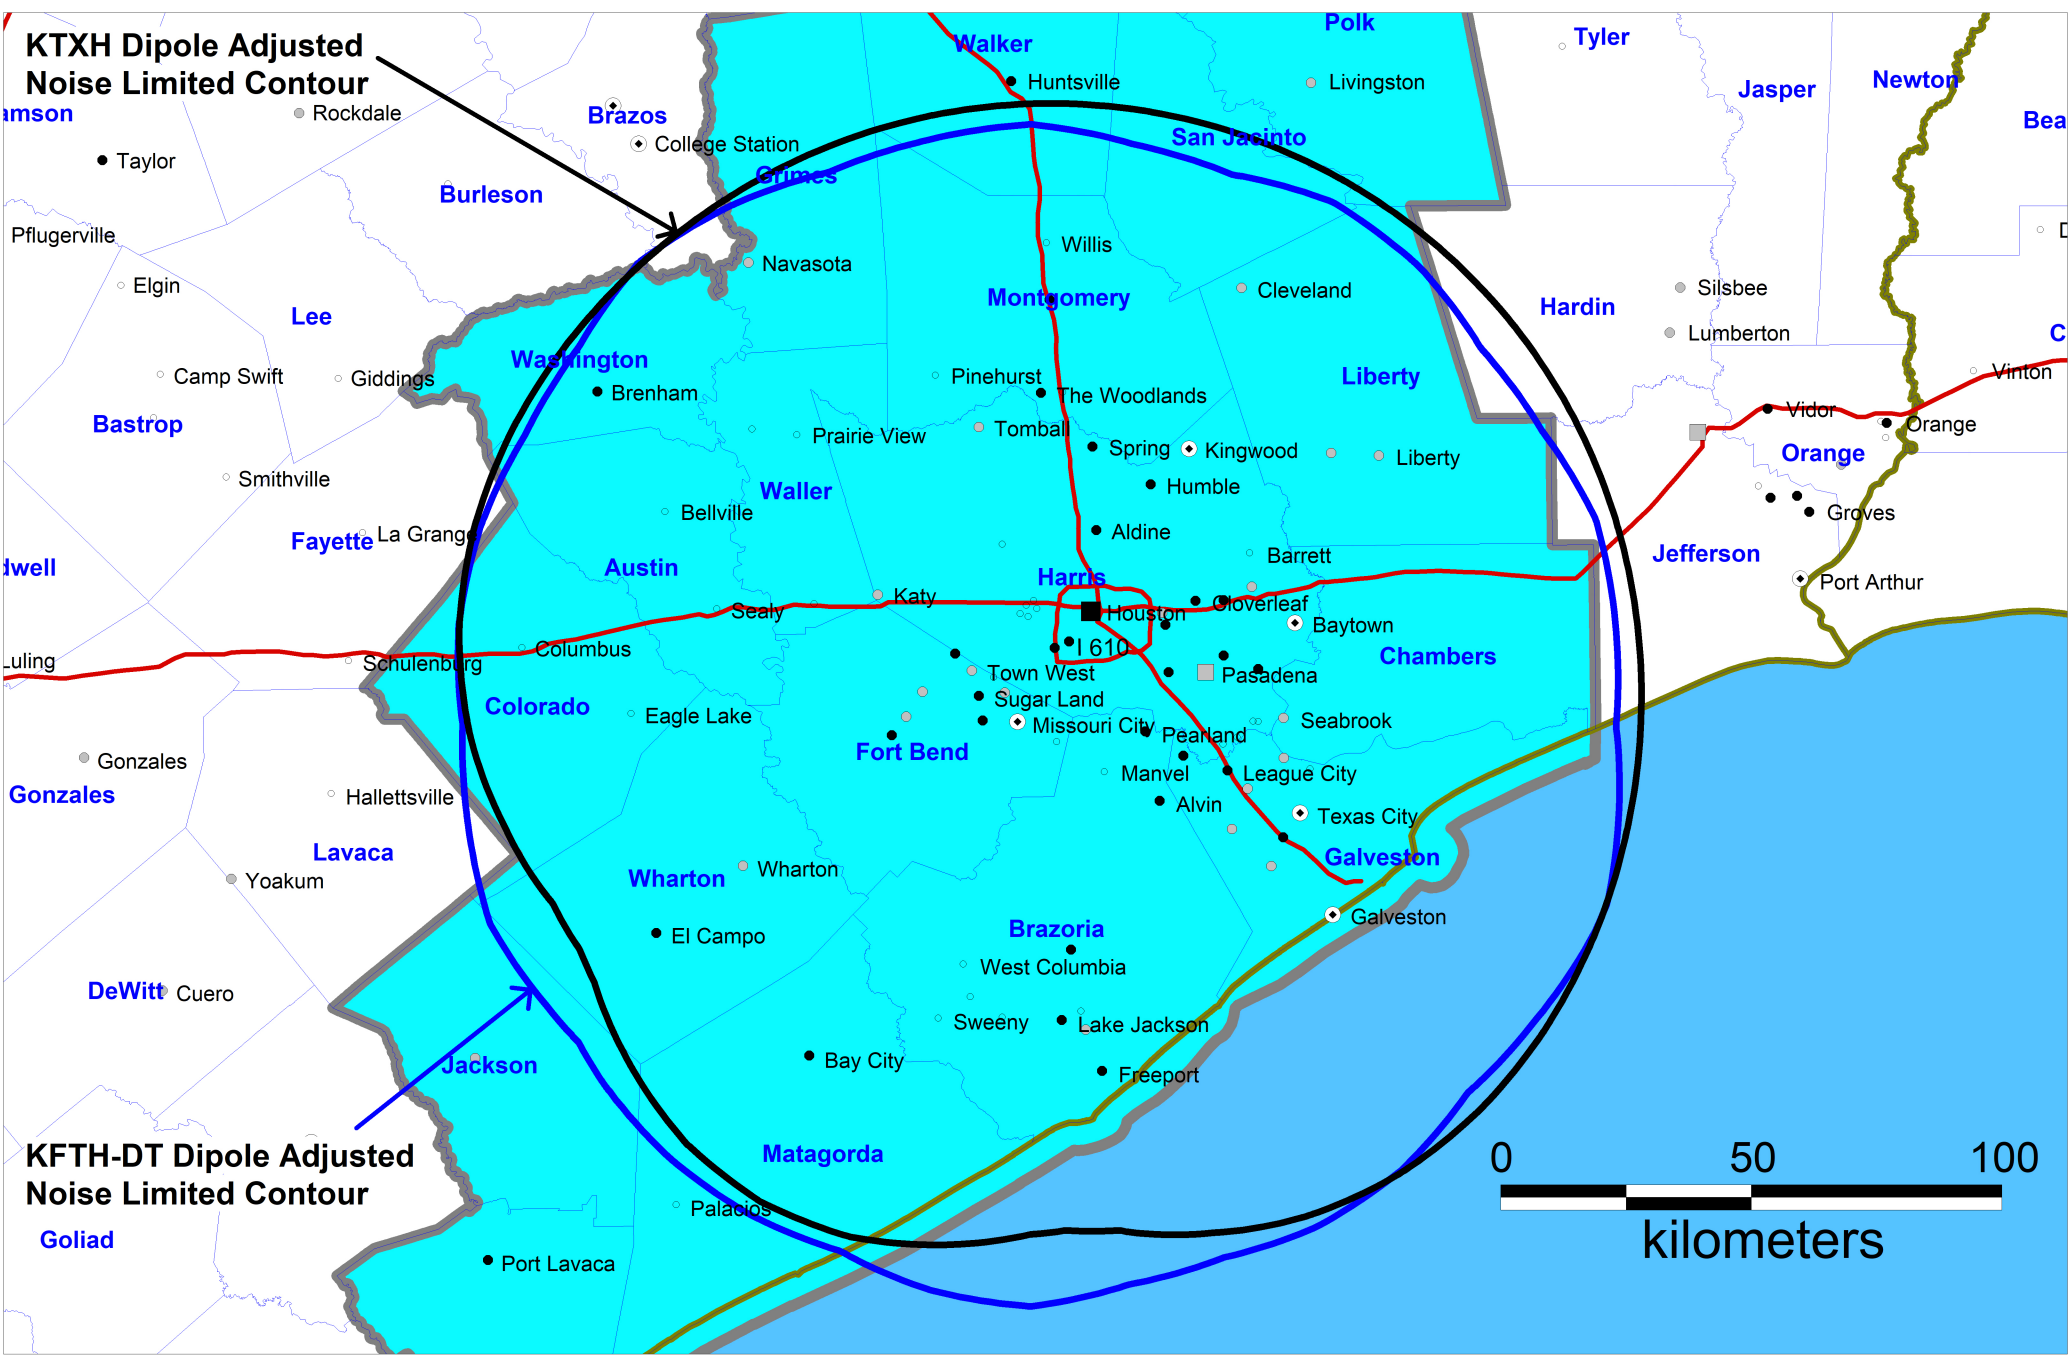 KTXH Dipole Adjusted
Noise Limited Contour
Polk
Walker
Tyler
Huntsville
Livingston
Jasper
Newton
amson
Rockdale
Brazos
Bea
College Station
San Jacinto
Taylor
Grimes
Burleson
Pflugerville
Willis
Navasota
Elgin
Montgomery
Cleveland
Silsbee
Hardin
Lee
Lumberton
Washington
C
Vinton
Camp Swift
Giddings
Pinehurst
Liberty
Brenham
The Woodlands
Vidor
Bastrop
Prairie View
Tomball
Orange
Spring
Kingwood
Liberty
Orange
Smithville
Waller
Humble
Bellville
Groves
La Grange
Aldine
Fayette
Barrett
Jefferson
dwell
Austin
Harris
Port Arthur
Katy
Cloverleaf
Sealy
Houston
Baytown
Columbus
I 610
Luling
Schulenburg
Chambers
Town West
Pasadena
Colorado
Sugar Land
Eagle Lake
Missouri City
Seabrook
Pearland
Fort Bend
Gonzales
Manvel
League City
Gonzales
Hallettsville
Alvin
Texas City
Lavaca
Galveston
Wharton
Yoakum
Wharton
Galveston
Brazoria
El Campo
West Columbia
DeWitt
Cuero
Sweeny
Lake Jackson
Jackson
Bay City
Freeport
KFTH-DT Dipole Adjusted
Noise Limited Contour
Matagorda
0 50 100
kilometers
Palacios
Goliad
Port Lavaca